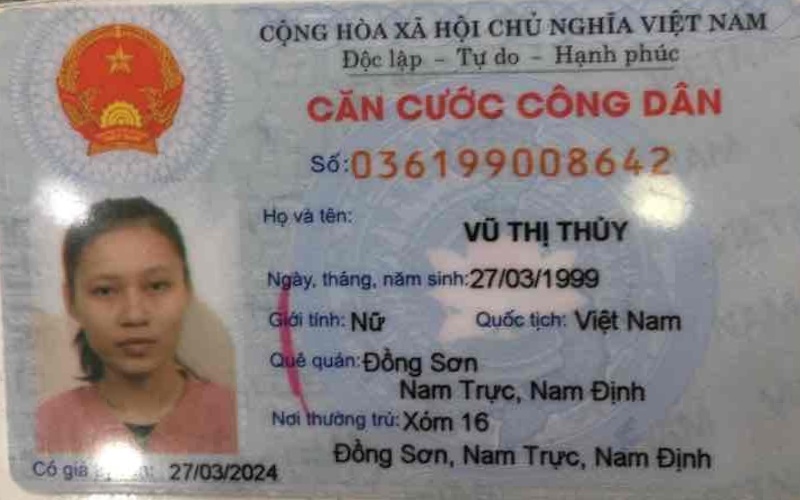 CỘNG HÒA XÃ HỘI CHỦ NGHĨA VIỆT NAM
Độc lập - Tự do - Hạnh phúc
CĂN CƯỚC CÔNG DÂN
Số: 036199008642
Họ và tên:
VŨ THỊ THỦY
Ngày, tháng, năm sinh: 27/03/1999
Giới tính: Nữ Quốc tịch: Việt Nam
Quê quán: Đồng Sơn
Nam Trực, Nam Định
Nơi thường trú: Xóm 16
Đồng Sơn, Nam Trực, Nam Định
Có giá 27/03/2024